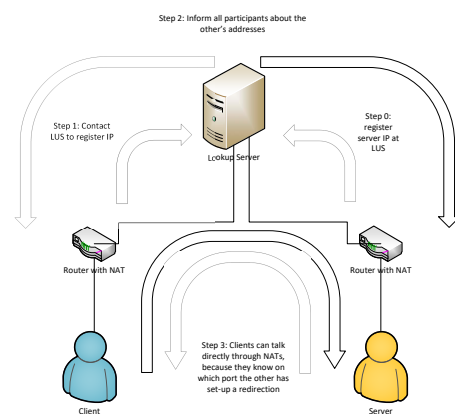 Step 2: Inform all participants about the
other's addresses
Step 1: Contact
LUS to register IP
Step 0:
register
server IP at
LUS
Lookup Server
Router with NAT
Router with NAT
Step 3: Clients can talk
directly through NATs,
because they know on
which port the other has
set-up a redirection
Client
Server